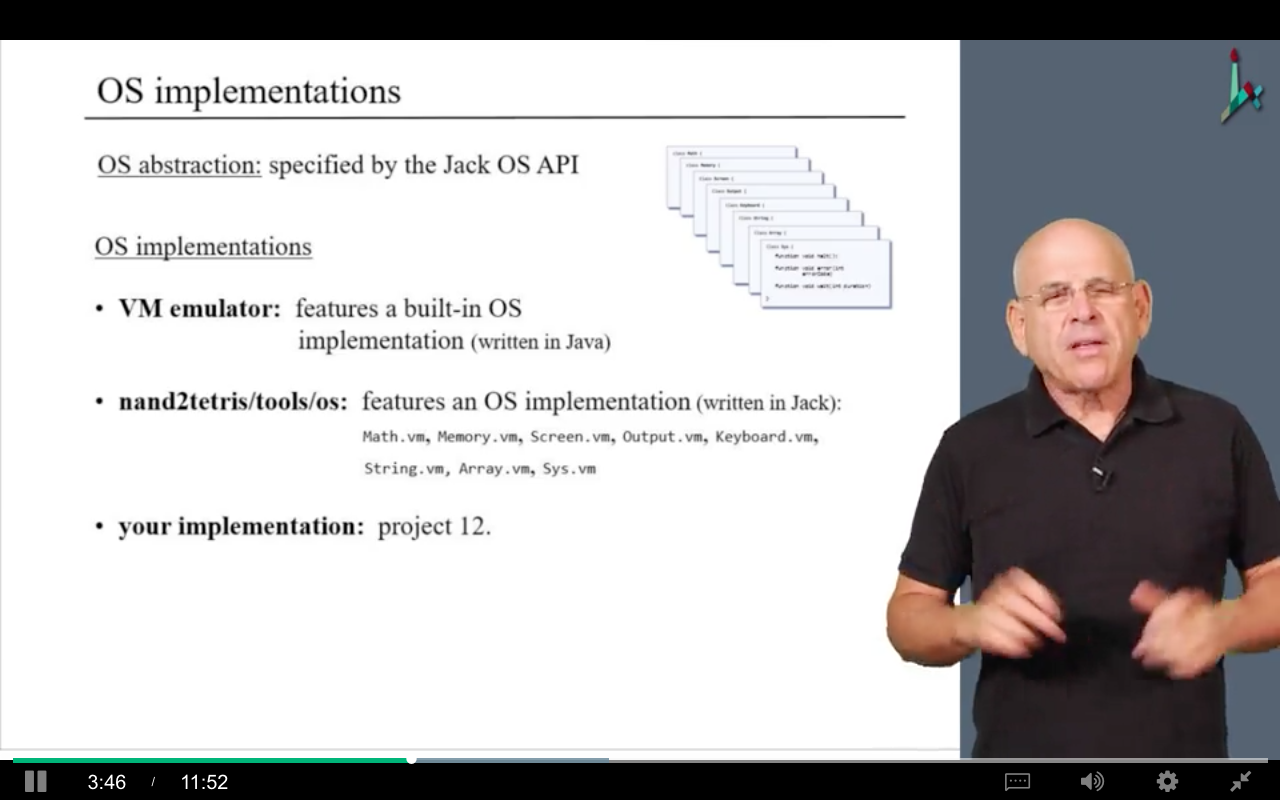 OS implementations
OS abstraction: specified by the Jack OS API
class Math {
class Memory {
class Screen {
class Output {
class Keyboard {
class String {
class Array {
class Sys {
function void halt();
function void error(int
errorCode)
function void wait(int duration)
}
OS implementations
• VM emulator: features a built-in OS
implementation (written in Java)
• nand2tetris/tools/os: features an OS implementation (written in Jack):
Math.vm, Memory.vm, Screen.vm, Output.vm, Keyboard.vm,
String.vm, Array.vm, Sys.vm
• your implementation: project 12.
3:46 / 11:52